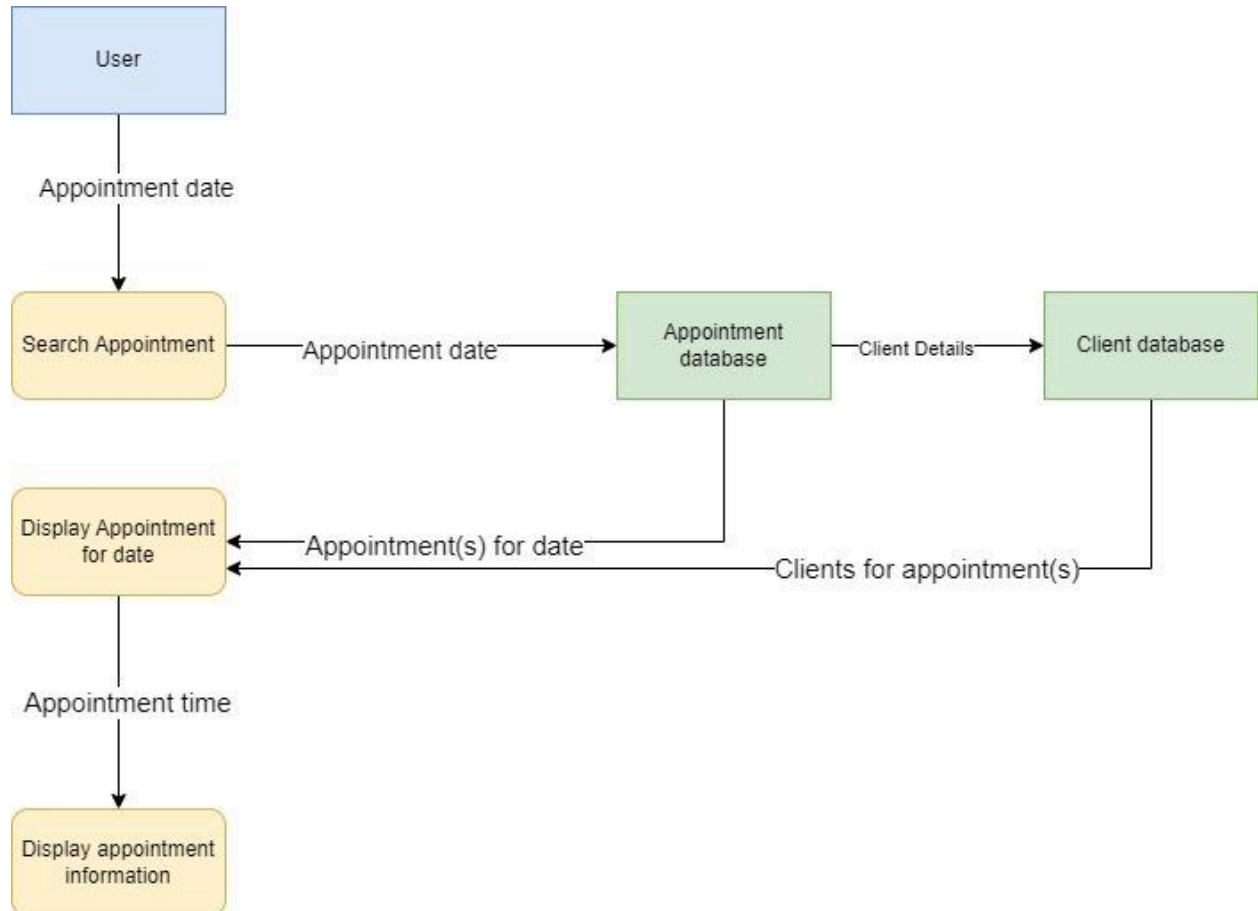 User
Appointment date
Search Appointment
Appointment date
Appointment
database
Client Details
Client database
Display Appointment
for date
Appointment(s) for date
Clients for appointment(s)
Appointment time
Display appointment
information